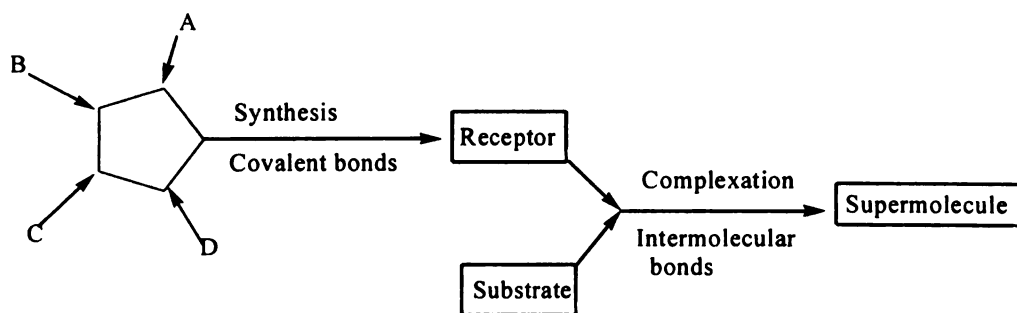 A
B
C
D
Synthesis
Covalent bonds
Receptor
Substrate
Complexation
Intermolecular
bonds
Supermolecule